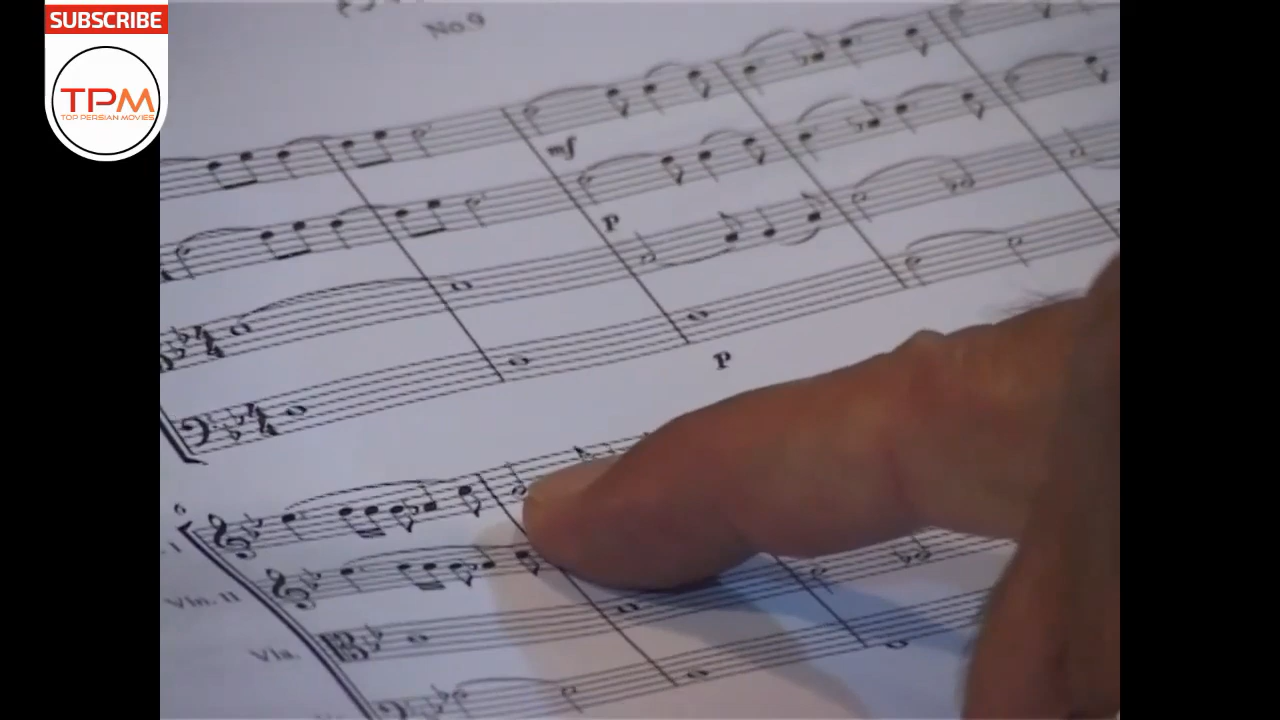 SUBSCRIBE
TPM
TOP PERSIAN MOVIES
No.9
mf
P
P
6
Vln. II
Vla.